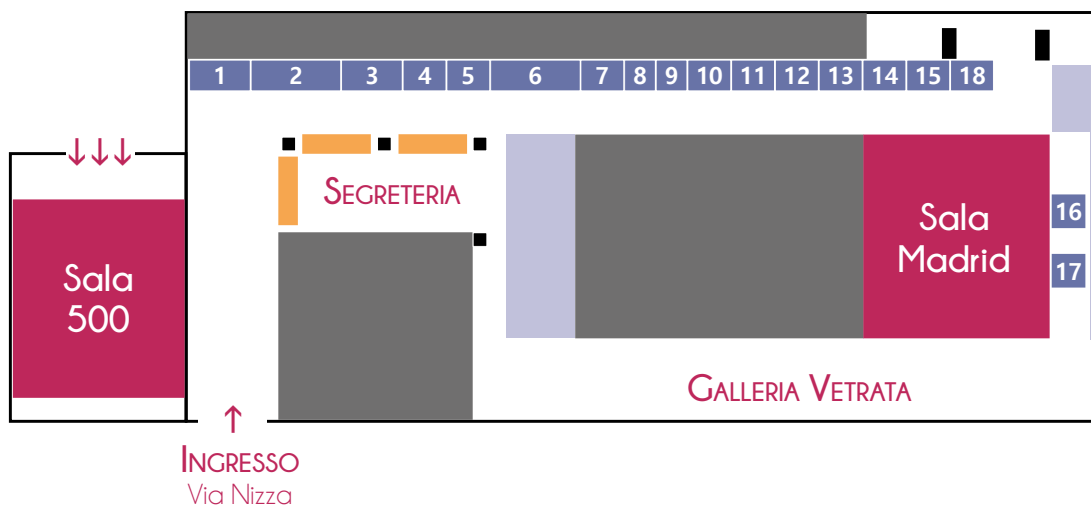 1 2 3 4 5 6 7 8 9 10 11 12 13 14 15 18
SEGRETERIA
Sala
500
Sala
Madrid
16
17
GALLERIA VETRATA
INGRESSO
Via Nizza